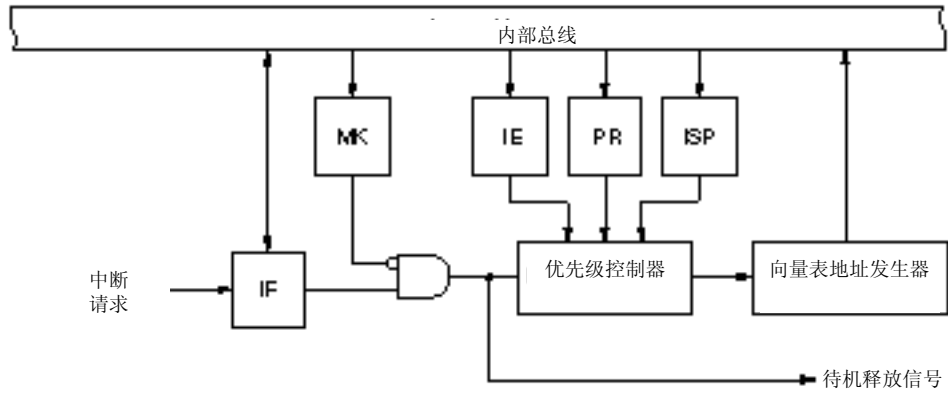 内部总线
MK
IE
PR
ISP
中断
请求
IF
优先级控制器
向量表地址发生器
待机释放信号